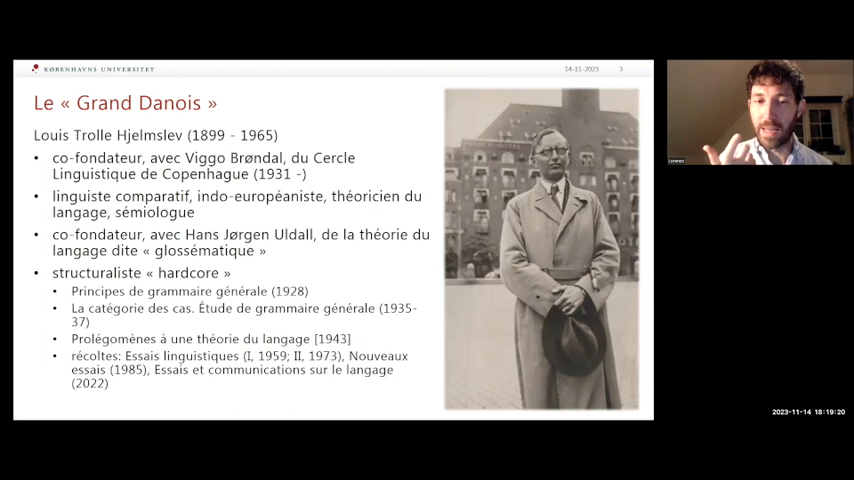 KØBENHAVNS UNIVERSITET
14-11-2023 3
Le « Grand Danois »
Louis Trolle Hjelmslev (1899 - 1965)
• co-fondateur, avec Viggo Brøndal, du Cercle
Linguistique de Copenhague (1931 -)
• linguiste comparatif, indo-européaniste, théoricien du
langage, sémiologue
• co-fondateur, avec Hans Jørgen Uldall, de la théorie du
langage dite « glossématique »
• structuraliste « hardcore »
• Principes de grammaire générale (1928)
• La catégorie des cas. Étude de grammaire générale (1935-
37)
• Prolégomènes à une théorie du langage [1943]
• récoltes: Essais linguistiques (I, 1959; II, 1973), Nouveaux
essais (1985), Essais et communications sur le langage
(2022)
Lorenzo
2023-11-14 18:19:20